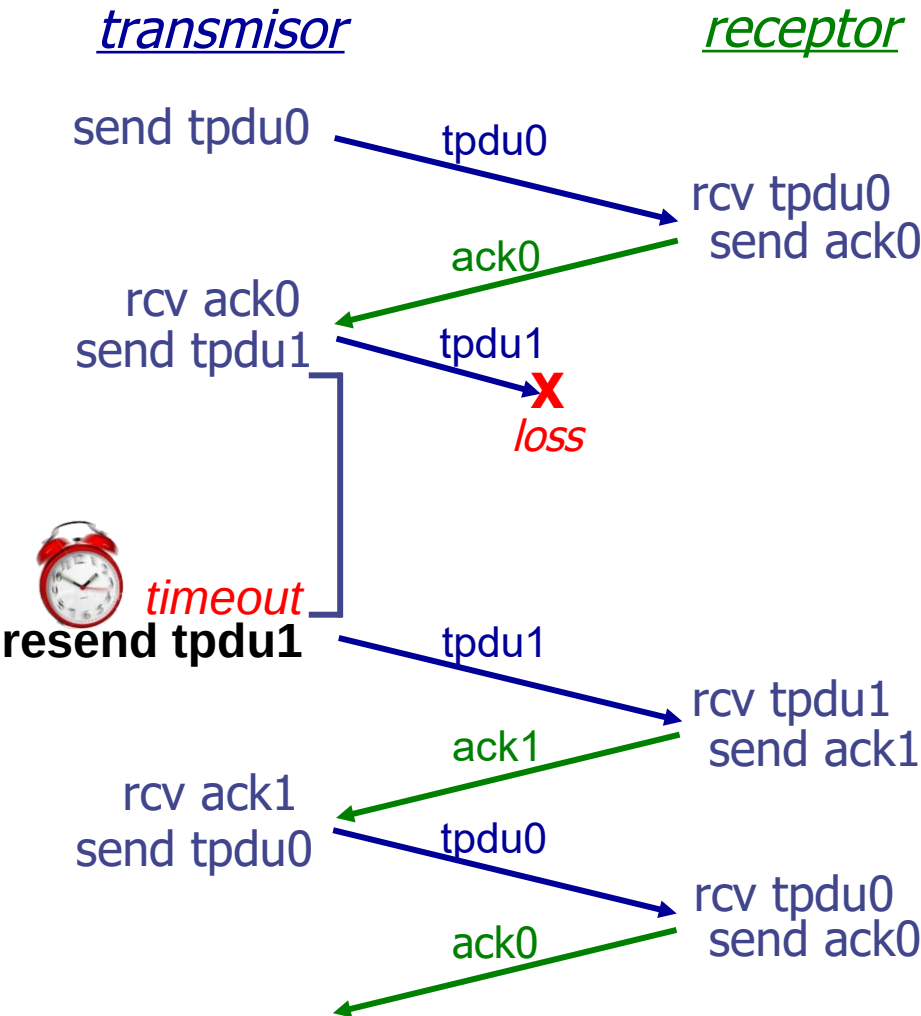 transmisor
receptor
send tpdu0
tpdu0
rcv tpdu0
send ack0
ack0
rcv ack0
send tpdu1
tpdu1
X
loss
timeout
resend tpdu1
tpdu1
rcv tpdu1
send ack1
ack1
rcv ack1
send tpdu0
tpdu0
rcv tpdu0
send ack0
ack0